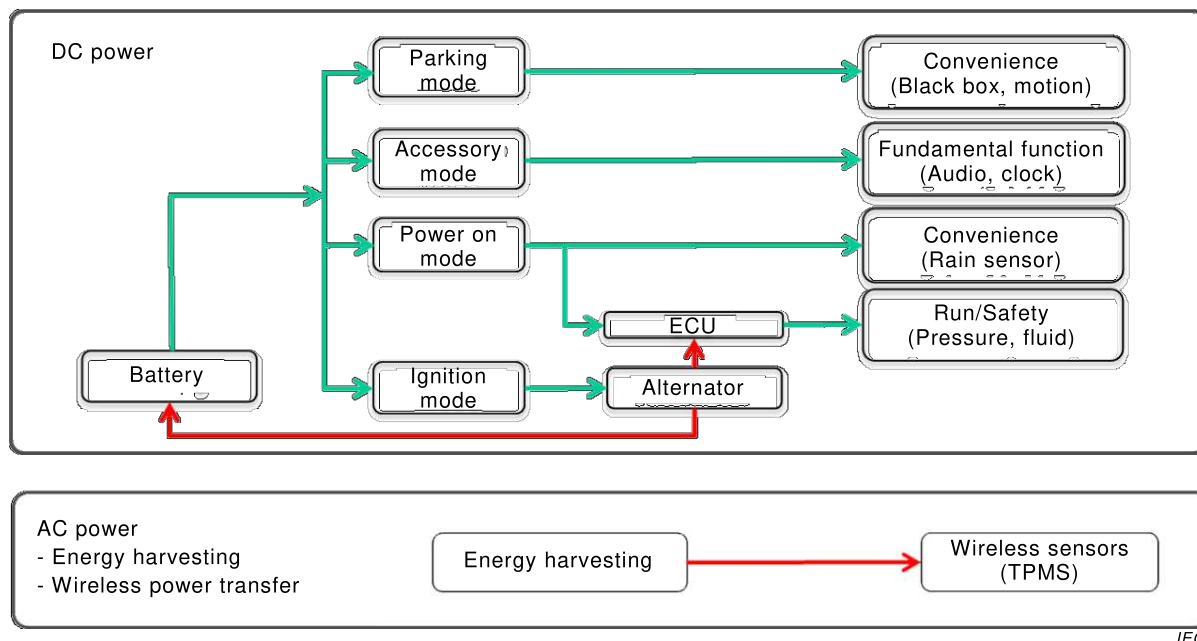 DC power
Parking
mode
Convenience
(Black box, motion)
Accessory
mode
Fundamental function
(Audio, clock)
Power on
mode
Convenience
(Rain sensor)
ECU
Run/Safety
(Pressure, fluid)
Battery
Ignition
mode
Alternator
AC power
- Energy harvesting
- Wireless power transfer
Energy harvesting
Wireless sensors
(TPMS)